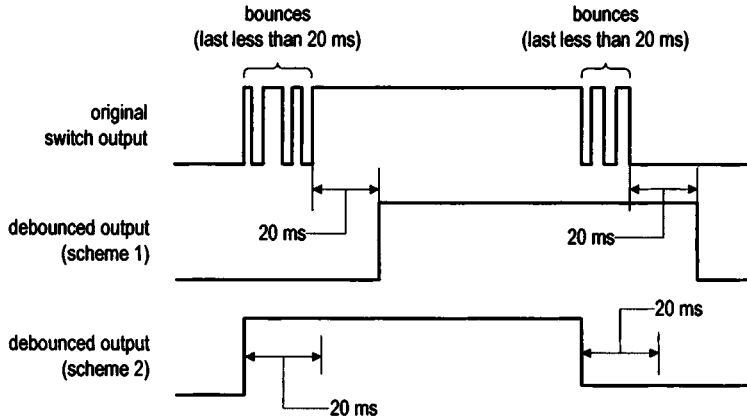 bounces
(last less than 20 ms)
bounces
(last less than 20 ms)
original
switch output
20 ms
20 ms
debounced output
(scheme 1)
20 ms
debounced output
(scheme 2)
20 ms